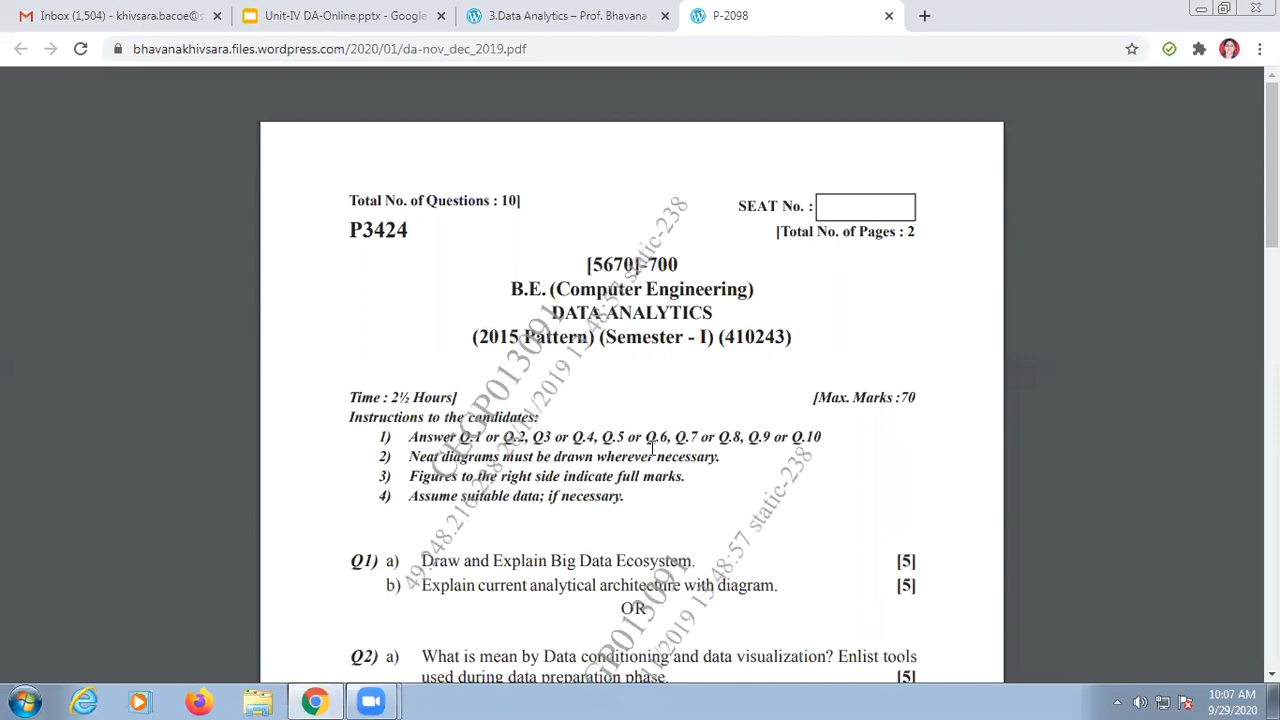 Inbox (1,504) - khivsara.bacoe@s
Unit-IV DA-Online.pptx - Google
3.Data Analytics – Prof. Bhavana
P-2098
bhavanakhivsara.files.wordpress.com/2020/01/da-nov_dec_2019.pdf
Total No. of Questions : 10]
SEAT No. :
P3424
[Total No. of Pages : 2
[5670]-700
B.E. (Computer Engineering)
DATA ANALYTICS
(2015 Pattern) (Semester - I) (410243)
Time : 2½ Hours]
[Max. Marks :70
Instructions to the candidates:
1) Answer Q.1 or Q.2, Q3 or Q.4, Q.5 or Q.6, Q.7 or Q.8, Q.9 or Q.10
2) Neat diagrams must be drawn wherever necessary.
3) Figures to the right side indicate full marks.
4) Assume suitable data; if necessary.
Q1) a) Draw and Explain Big Data Ecosystem. [5]
b) Explain current analytical architecture with diagram. [5]
OR
Q2) a) What is mean by Data conditioning and data visualization? Enlist tools
used during data preparation phase. [5]
CEGP013091
10:07 AM
9/29/2020